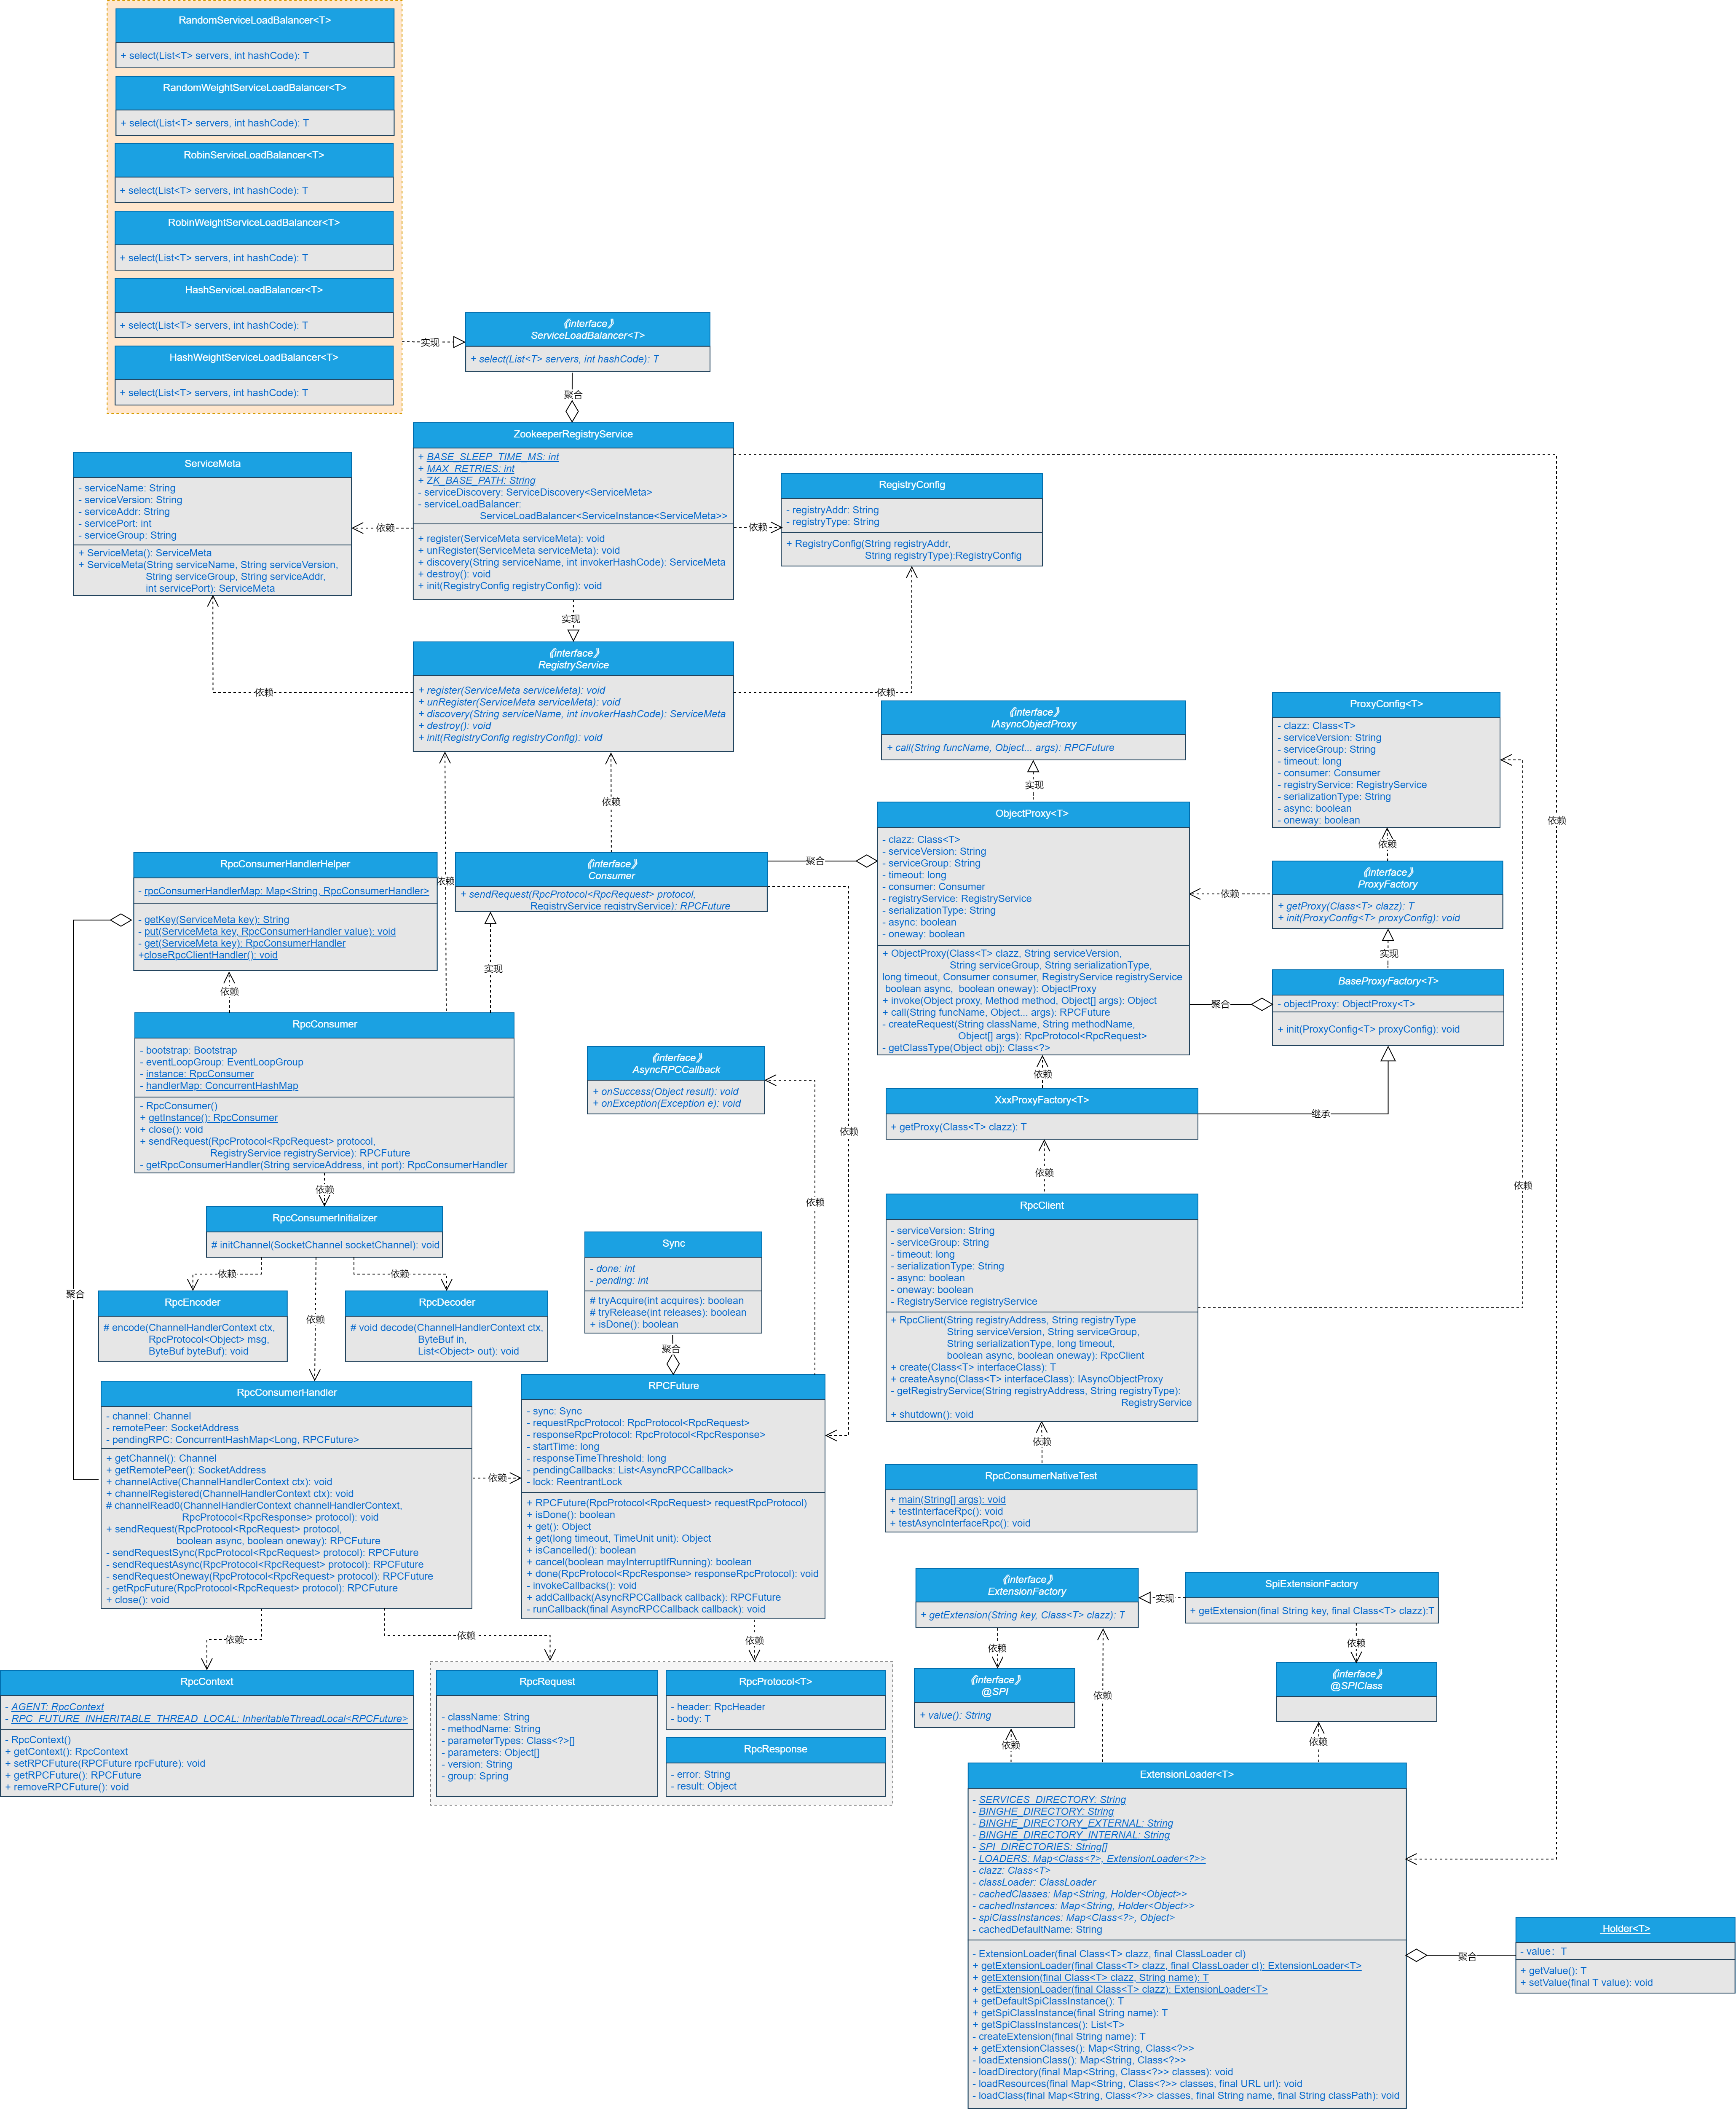 RandomServiceLoadBalancer<T>
+ select(List<T> servers, int hashCode): T
RandomWeightServiceLoadBalancer<T>
+ select(List<T> servers, int hashCode): T
RobinServiceLoadBalancer<T>
+ select(List<T> servers, int hashCode): T
RobinWeightServiceLoadBalancer<T>
+ select(List<T> servers, int hashCode): T
HashServiceLoadBalancer<T>
+ select(List<T> servers, int hashCode): T
HashWeightServiceLoadBalancer<T>
+ select(List<T> servers, int hashCode): T
实现
《interface》
ServiceLoadBalancer<T>
+ select(List<T> servers, int hashCode): T
聚合
ZookeeperRegistryService
+ BASE_SLEEP_TIME_MS: int
+ MAX_RETRIES: int
+ ZK_BASE_PATH: String
- serviceDiscovery: ServiceDiscovery<ServiceMeta>
- serviceLoadBalancer:
ServiceLoadBalancer<ServiceInstance<ServiceMeta>>
+ register(ServiceMeta serviceMeta): void
+ unRegister(ServiceMeta serviceMeta): void
+ discovery(String serviceName, int invokerHashCode): ServiceMeta
+ destroy(): void
+ init(RegistryConfig registryConfig): void
ServiceMeta
- serviceName: String
- serviceVersion: String
- serviceAddr: String
- servicePort: int
- serviceGroup: String
+ ServiceMeta(): ServiceMeta
+ ServiceMeta(String serviceName, String serviceVersion,
String serviceGroup, String serviceAddr,
int servicePort): ServiceMeta
依赖
依赖
RegistryConfig
- registryAddr: String
- registryType: String
+ RegistryConfig(String registryAddr,
String registryType):RegistryConfig
实现
《interface》
RegistryService
+ register(ServiceMeta serviceMeta): void
+ unRegister(ServiceMeta serviceMeta): void
+ discovery(String serviceName, int invokerHashCode): ServiceMeta
+ destroy(): void
+ init(RegistryConfig registryConfig): void
依赖
依赖
《interface》
IAsyncObjectProxy
+ call(String funcName, Object... args): RPCFuture
实现
ProxyConfig<T>
- clazz: Class<T>
- serviceVersion: String
- serviceGroup: String
- timeout: long
- consumer: Consumer
- registryService: RegistryService
- serializationType: String
- async: boolean
- oneway: boolean
依赖
依赖
依赖
依赖
ObjectProxy<T>
- clazz: Class<T>
- serviceVersion: String
- serviceGroup: String
- timeout: long
- consumer: Consumer
- registryService: RegistryService
- serializationType: String
- async: boolean
- oneway: boolean
+ ObjectProxy(Class<T> clazz, String serviceVersion,
String serviceGroup, String serializationType,
long timeout, Consumer consumer, RegistryService registryService
boolean async,  boolean oneway): ObjectProxy
+ invoke(Object proxy, Method method, Object[] args): Object
+ call(String funcName, Object... args): RPCFuture
- createRequest(String className, String methodName,
Object[] args): RpcProtocol<RpcRequest>
- getClassType(Object obj): Class<?>
RpcConsumerHandlerHelper
- rpcConsumerHandlerMap: Map<String, RpcConsumerHandler>
- getKey(ServiceMeta key): String
- put(ServiceMeta key, RpcConsumerHandler value): void
- get(ServiceMeta key): RpcConsumerHandler
+closeRpcClientHandler(): void
《interface》
Consumer
+ sendRequest(RpcProtocol<RpcRequest> protocol,
RegistryService registryService): RPCFuture
聚合
依赖
《interface》
ProxyFactory
+ getProxy(Class<T> clazz): T
+ init(ProxyConfig<T> proxyConfig): void
实现
实现
BaseProxyFactory<T>
- objectProxy: ObjectProxy<T>
+ init(ProxyConfig<T> proxyConfig): void
聚合
依赖
RpcConsumer
- bootstrap: Bootstrap
- eventLoopGroup: EventLoopGroup
- instance: RpcConsumer
- handlerMap: ConcurrentHashMap
- RpcConsumer()
+ getInstance(): RpcConsumer
+ close(): void
+ sendRequest(RpcProtocol<RpcRequest> protocol,
RegistryService registryService): RPCFuture
- getRpcConsumerHandler(String serviceAddress, int port): RpcConsumerHandler
《interface》
AsyncRPCCallback
+ onSuccess(Object result): void
+ onException(Exception e): void
依赖
XxxProxyFactory<T>
+ getProxy(Class<T> clazz): T
继承
依赖
依赖
依赖
依赖
依赖
RpcConsumerInitializer
# initChannel(SocketChannel socketChannel): void
RpcClient
- serviceVersion: String
- serviceGroup: String
- timeout: long
- serializationType: String
- async: boolean
- oneway: boolean
- RegistryService registryService
+ RpcClient(String registryAddress, String registryType
String serviceVersion, String serviceGroup,
String serializationType, long timeout,
boolean async, boolean oneway): RpcClient
+ create(Class<T> interfaceClass): T
+ createAsync(Class<T> interfaceClass): IAsyncObjectProxy
- getRegistryService(String registryAddress, String registryType):
RegistryService
+ shutdown(): void
Sync
- done: int
- pending: int
# tryAcquire(int acquires): boolean
# tryRelease(int releases): boolean
+ isDone(): boolean
依赖
依赖
聚合
依赖
RpcEncoder
# encode(ChannelHandlerContext ctx,
RpcProtocol<Object> msg,
ByteBuf byteBuf): void
RpcDecoder
# void decode(ChannelHandlerContext ctx,
ByteBuf in,
List<Object> out): void
聚合
RpcConsumerHandler
- channel: Channel
- remotePeer: SocketAddress
- pendingRPC: ConcurrentHashMap<Long, RPCFuture>
+ getChannel(): Channel
+ getRemotePeer(): SocketAddress
+ channelActive(ChannelHandlerContext ctx): void
+ channelRegistered(ChannelHandlerContext ctx): void
# channelRead0(ChannelHandlerContext channelHandlerContext,
RpcProtocol<RpcResponse> protocol): void
+ sendRequest(RpcProtocol<RpcRequest> protocol,
boolean async, boolean oneway): RPCFuture
- sendRequestSync(RpcProtocol<RpcRequest> protocol): RPCFuture
- sendRequestAsync(RpcProtocol<RpcRequest> protocol): RPCFuture
- sendRequestOneway(RpcProtocol<RpcRequest> protocol): RPCFuture
- getRpcFuture(RpcProtocol<RpcRequest> protocol): RPCFuture
+ close(): void
依赖
RPCFuture
- sync: Sync
- requestRpcProtocol: RpcProtocol<RpcRequest>
- responseRpcProtocol: RpcProtocol<RpcResponse>
- startTime: long
- responseTimeThreshold: long
- pendingCallbacks: List<AsyncRPCCallback>
- lock: ReentrantLock
+ RPCFuture(RpcProtocol<RpcRequest> requestRpcProtocol)
+ isDone(): boolean
+ get(): Object
+ get(long timeout, TimeUnit unit): Object
+ isCancelled(): boolean
+ cancel(boolean mayInterruptIfRunning): boolean
+ done(RpcProtocol<RpcResponse> responseRpcProtocol): void
- invokeCallbacks(): void
+ addCallback(AsyncRPCCallback callback): RPCFuture
- runCallback(final AsyncRPCCallback callback): void
依赖
RpcConsumerNativeTest
+ main(String[] args): void
+ testInterfaceRpc(): void
+ testAsyncInterfaceRpc(): void
《interface》
ExtensionFactory
+ getExtension(String key, Class<T> clazz): T
实现
SpiExtensionFactory
+ getExtension(final String key, final Class<T> clazz):T
依赖
依赖
依赖
依赖
依赖
RpcContext
- AGENT: RpcContext
- RPC_FUTURE_INHERITABLE_THREAD_LOCAL: InheritableThreadLocal<RPCFuture>
- RpcContext()
+ getContext(): RpcContext
+ setRPCFuture(RPCFuture rpcFuture): void
+ getRPCFuture(): RPCFuture
+ removeRPCFuture(): void
RpcRequest
- className: String
- methodName: String
- parameterTypes: Class<?>[]
- parameters: Object[]
- version: String
- group: Spring
RpcProtocol<T>
- header: RpcHeader
- body: T
RpcResponse
- error: String
- result: Object
《interface》
@SPI
+ value(): String
依赖
《interface》
@SPIClass
依赖
依赖
ExtensionLoader<T>
- SERVICES_DIRECTORY: String
- BINGHE_DIRECTORY: String
- BINGHE_DIRECTORY_EXTERNAL: String
- BINGHE_DIRECTORY_INTERNAL: String
- SPI_DIRECTORIES: String[]
- LOADERS: Map<Class<?>, ExtensionLoader<?>>
- clazz: Class<T>
- classLoader: ClassLoader
- cachedClasses: Map<String, Holder<Object>>
- cachedInstances: Map<String, Holder<Object>>
- spiClassInstances: Map<Class<?>, Object>
- cachedDefaultName: String
- ExtensionLoader(final Class<T> clazz, final ClassLoader cl)
+ getExtensionLoader(final Class<T> clazz, final ClassLoader cl): ExtensionLoader<T>
+ getExtension(final Class<T> clazz, String name): T
+ getExtensionLoader(final Class<T> clazz): ExtensionLoader<T>
+ getDefaultSpiClassInstance(): T
+ getSpiClassInstance(final String name): T
+ getSpiClassInstances(): List<T>
- createExtension(final String name): T
+ getExtensionClasses(): Map<String, Class<?>>
- loadExtensionClass(): Map<String, Class<?>>
- loadDirectory(final Map<String, Class<?>> classes): void
- loadResources(final Map<String, Class<?>> classes, final URL url): void
- loadClass(final Map<String, Class<?>> classes, final String name, final String classPath): void
聚合
Holder<T>
- value：T
+ getValue(): T
+ setValue(final T value): void